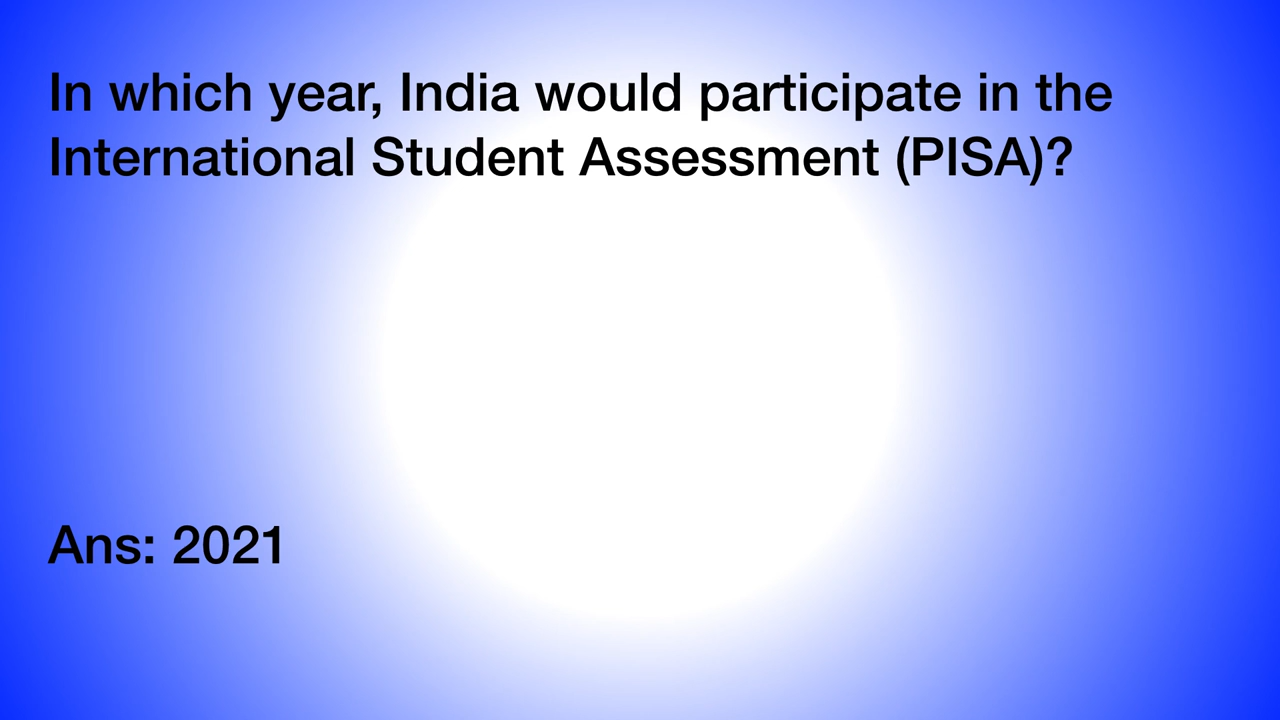 In which year, India would participate in the
International Student Assessment (PISA)?
Ans: 2021